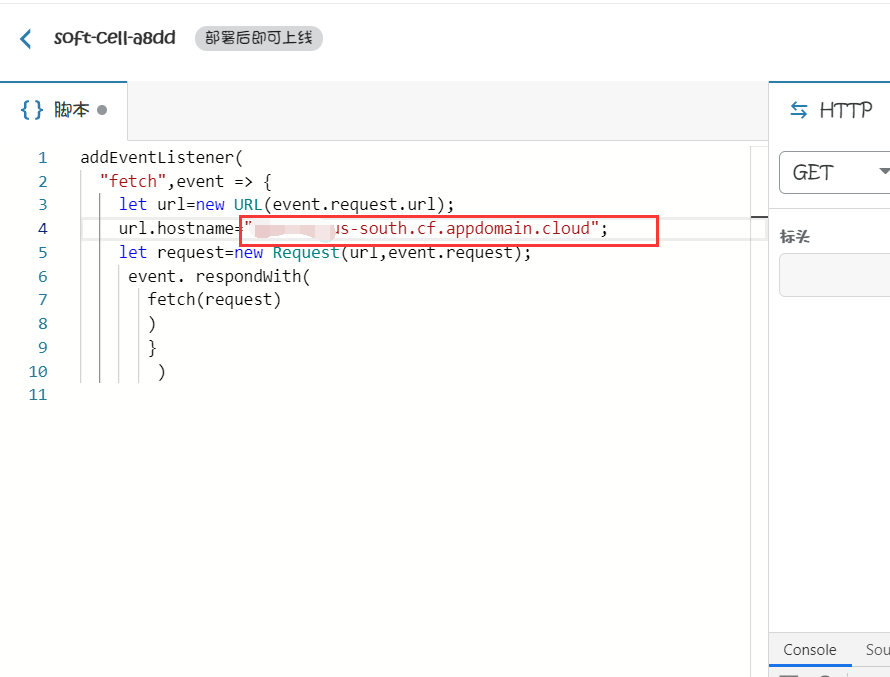 soft-cell-a8dd 部署后即可上线
{} 脚本
HTTP
1 addEventListener(
2 "fetch",event => {
3 let url=new URL(event.request.url);
4 url.hostname="us-south.cf.appdomain.cloud";
5 let request=new Request(url,event.request);
6 event. respondWith(
7 fetch(request)
8 )
9 }
10 )
11
GET
标头
Console
Sou